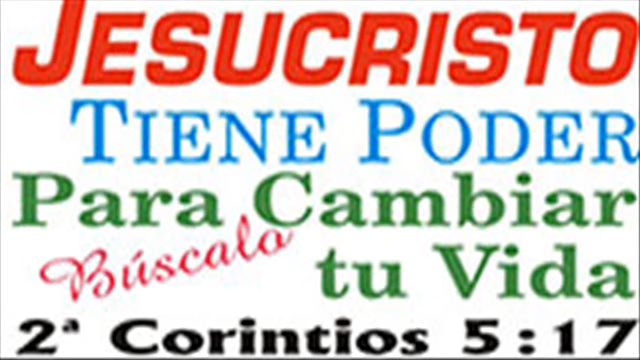 JESUCRISTO
TIENE PODER
Para Cambiar
Búscalo tu Vida
2ª Corintios 5:17